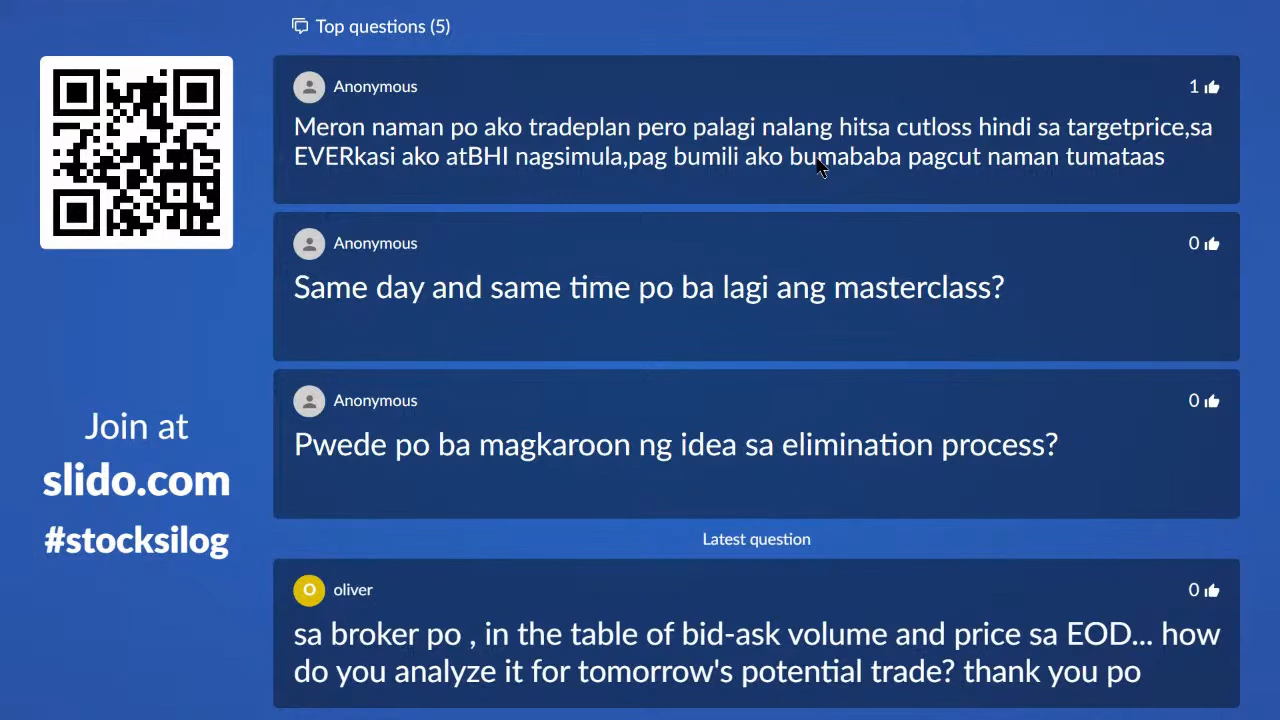 Top questions (5)
Anonymous
1
Meron naman po ako tradeplan pero palagi nalang hitsa cutloss hindi sa targetprice,sa
EVERkasi ako atBHI nagsimula,pag bumili ako bumababa pagcut naman tumataas
Anonymous
0
Same day and same time po ba lagi ang masterclass?
Anonymous
0
Pwede po ba magkaroon ng idea sa elimination process?
Join at
slido.com
#stocksilog
Latest question
O
oliver
0
sa broker po , in the table of bid-ask volume and price sa EOD... how
do you analyze it for tomorrow's potential trade? thank you po